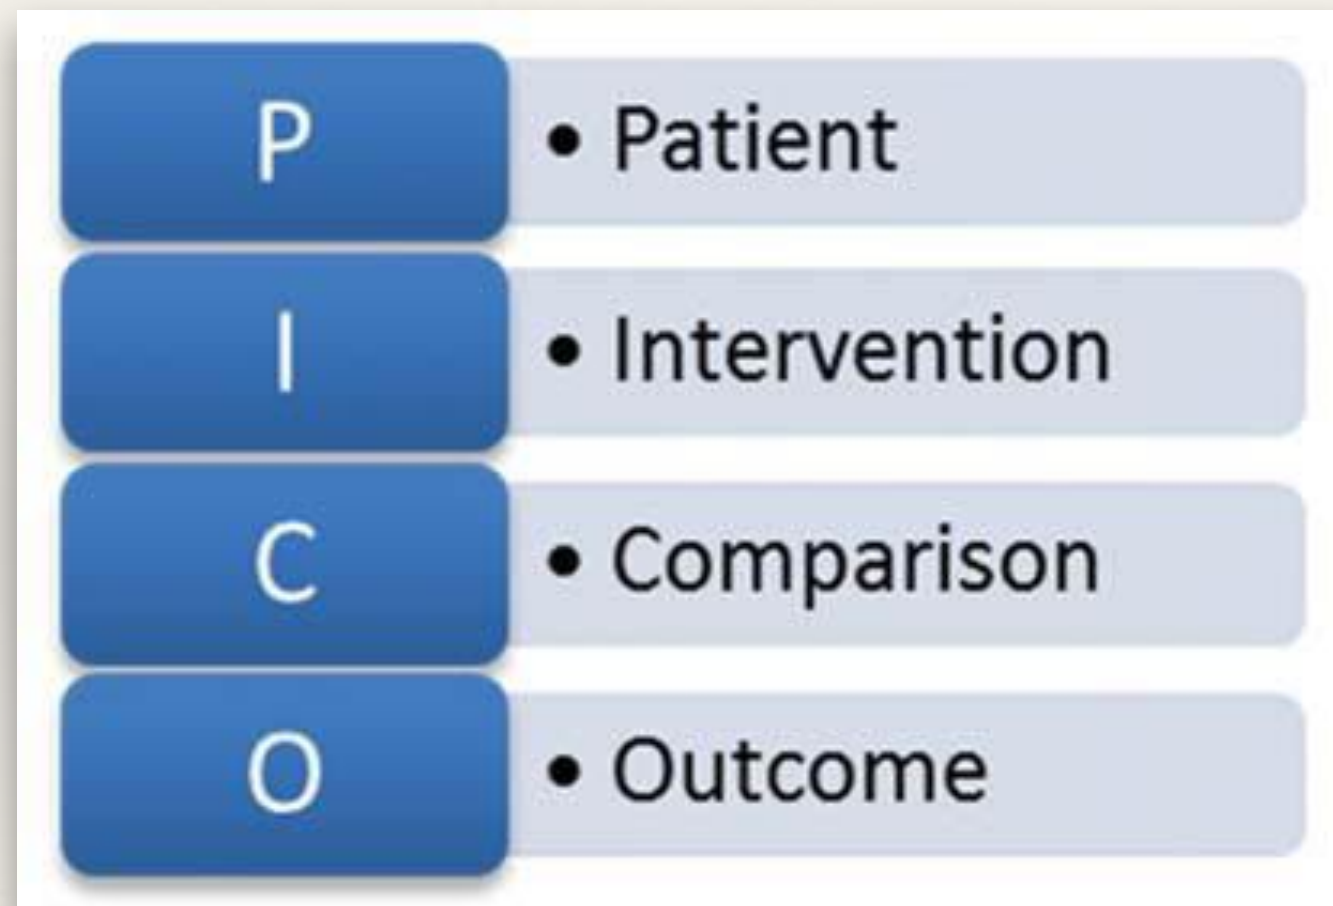 P • Patient
I • Intervention
C • Comparison
O • Outcome